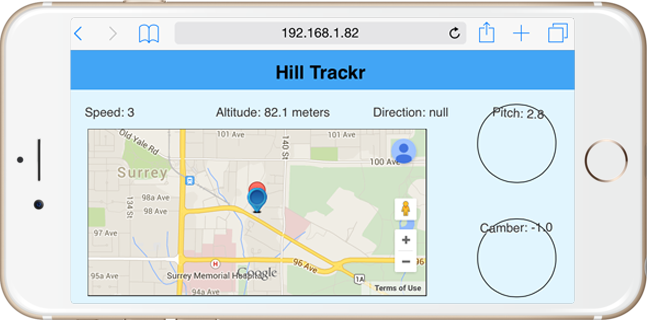 192.168.1.82
Hill Trackr
Speed: 3
Altitude: 82.1 meters
Direction: null
Pitch: 2.8
Old Yale Rd
101 Ave
101 Ave
140 St
100 Ave
Surrey
134 St
98a Ave
98 Ave
97 Ave
96 Ave
95a Ave
Surrey Memorial Hospital
Google
1A
94a Ave
Terms of Use
Camber: -1.0